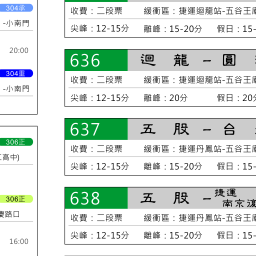 304承
-小南門
20:00
304重
-小南門
306正
高中)
306正
路口
16:00
收費：二段票 緩衝區：捷運迴龍站-五谷王廟
尖峰：12-15分 離峰：15-20分 假日：15-
636 迴 龍 - 圓
收費：二段票 緩衝區：捷運迴龍站-五谷王廟
尖峰：12-15分 離峰：20分 假日：20分
637 五 股 - 台
收費：二段票 緩衝區：捷運丹鳳站-五谷王廟
尖峰：12-15分 離峰：15-20分 假日：15-
638 五 股 - 捷運南京
收費：二段票 緩衝區：捷運丹鳳站-五谷王廟
尖峰：12-15分 離峰：15-20分 假日：15-